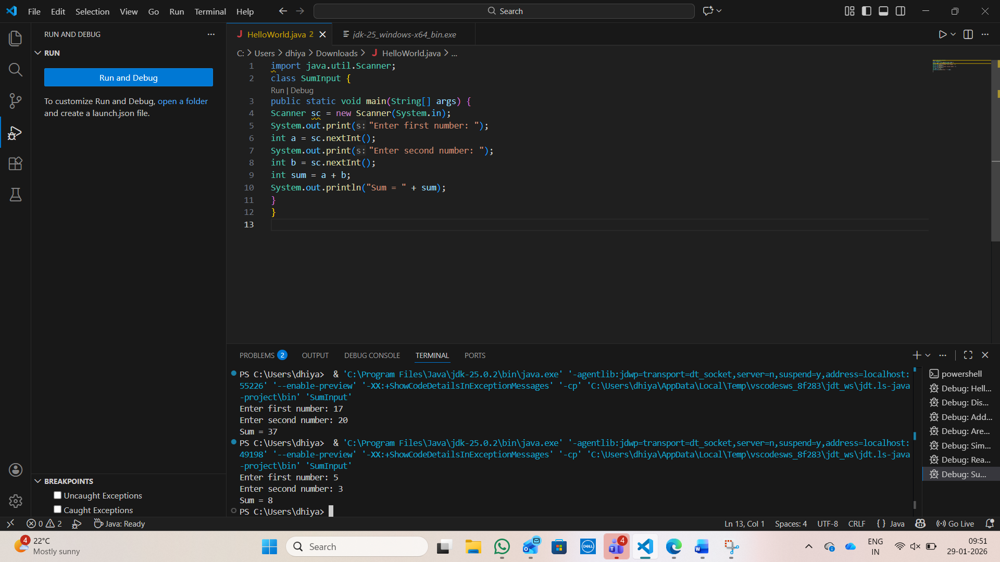 File Edit Selection View Go Run Terminal Help
Search
RUN AND DEBUG
RUN
Run and Debug
To customize Run and Debug, open a folder
and create a launch.json file.
BREAKPOINTS
Uncaught Exceptions
Caught Exceptions
HelloWorld.java 2
jdk-25_windows-x64_bin.exe
C: > Users > dhiya > Downloads > J HelloWorld.java > ...
1 import java.util.Scanner;
2 class SumInput {
Run | Debug
3 public static void main(String[] args) {
4 Scanner sc = new Scanner(System.in);
5 System.out.print(s: "Enter first number: ");
6 int a = sc.nextInt();
7 System.out.print(s: "Enter second number: ");
8 int b = sc.nextInt();
9 int sum = a + b;
10 System.out.println("Sum = " + sum);
11 }
12 }
13
PROBLEMS 2 OUTPUT DEBUG CONSOLE TERMINAL PORTS
PS C:\Users\dhiya>  & 'C:\Program Files\Java\jdk-25.0.2\bin\java.exe' '-agentlib:jdwp=transport=dt_socket,server=n,suspend=y,address=localhost:
55226' '--enable-preview' '-XX:+ShowCodeDetailsInExceptionMessages' '-cp' 'C:\Users\dhiya\AppData\Local\Temp\vscodesws_8f283\jdt_ws\jdt.ls-java
-project\bin' 'SumInput'
Enter first number: 17
Enter second number: 20
Sum = 37
PS C:\Users\dhiya>  & 'C:\Program Files\Java\jdk-25.0.2\bin\java.exe' '-agentlib:jdwp=transport=dt_socket,server=n,suspend=y,address=localhost:
49198' '--enable-preview' '-XX:+ShowCodeDetailsInExceptionMessages' '-cp' 'C:\Users\dhiya\AppData\Local\Temp\vscodesws_8f283\jdt_ws\jdt.ls-java
-project\bin' 'SumInput'
Enter first number: 5
Enter second number: 3
Sum = 8
PS C:\Users\dhiya>
powershell
Debug: Hell...
Debug: Dis...
Debug: Add...
Debug: Are...
Debug: Sim...
Debug: Rea...
Debug: Su...
0 2 Java: Ready
Ln 13, Col 1 Spaces: 4 UTF-8 CRLF {} Java Go Live
4
22°C
Mostly sunny
Search
DELL
4
ENG
IN
09:51
29-01-2026